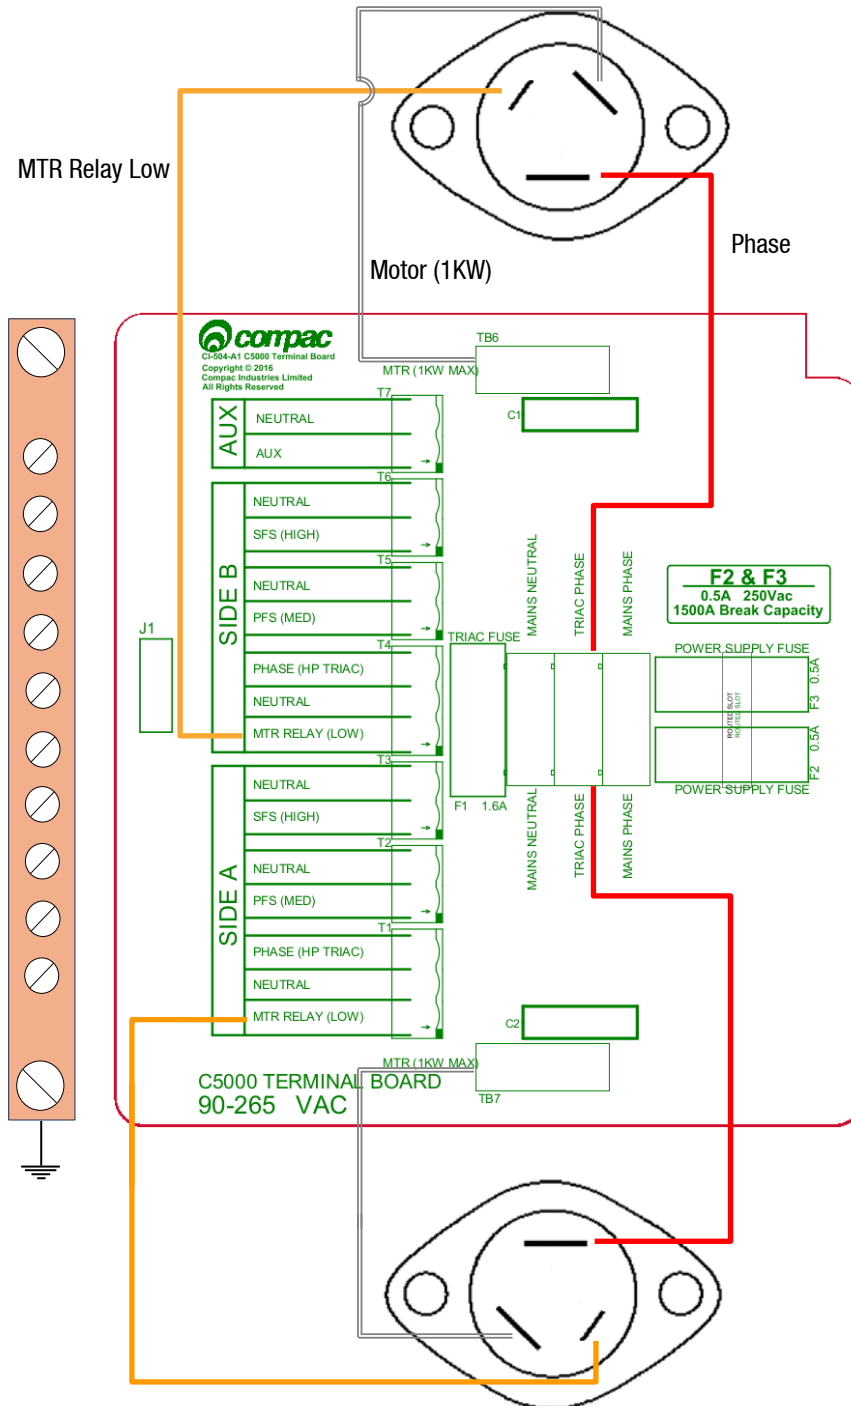 MTR Relay Low
Motor (1KW)
Phase
compac
CI-504-A1 C5000 Terminal Board
Copyright © 2016
Compac Industries Limited
All Rights Reserved
TB6
MTR (1KW MAX)
C1
T7
AUX
NEUTRAL
AUX
T6
SIDE B
NEUTRAL
SFS (HIGH)
T5
NEUTRAL
PFS (MED)
T4
PHASE (HP TRIAC)
NEUTRAL
MTR RELAY (LOW)
J1
T3
SIDE A
NEUTRAL
SFS (HIGH)
T2
NEUTRAL
PFS (MED)
T1
PHASE (HP TRIAC)
NEUTRAL
MTR RELAY (LOW)
MAINS NEUTRAL
TRIAC PHASE
MAINS PHASE
F2 & F3
0.5A 250Vac
1500A Break Capacity
TRIAC FUSE
F1 1.6A
POWER SUPPLY FUSE
F3 0.5A
ROUTED SLOT
ROUTED SLOT
F2 0.5A
POWER SUPPLY FUSE
MAINS NEUTRAL
TRIAC PHASE
MAINS PHASE
C2
MTR (1KW MAX)
TB7
C5000 TERMINAL BOARD
90-265 VAC